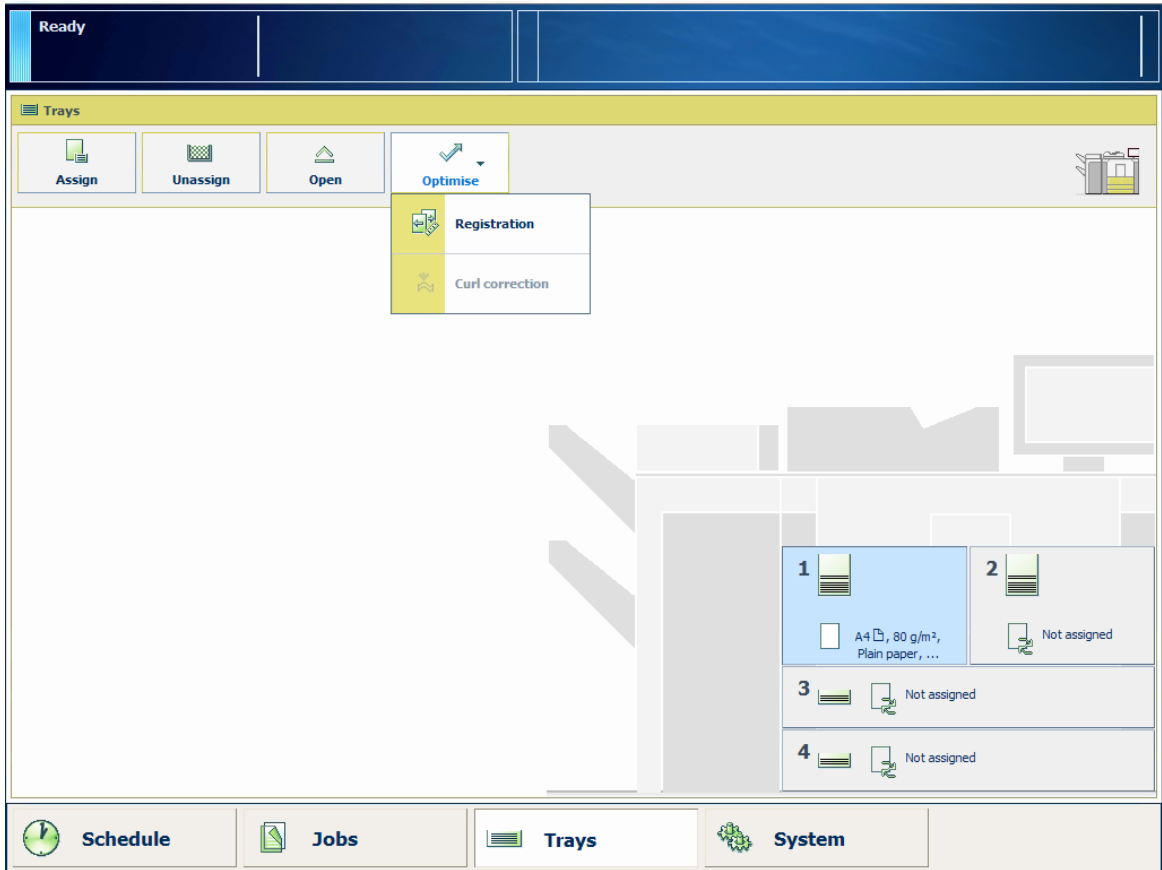 Ready
Trays
Assign
Unassign
Open
Optimise
Registration
Curl correction
1
2
A4 , 80 g/m²,
Plain paper, ...
Not assigned
3
Not assigned
4
Not assigned
Schedule
Jobs
Trays
System